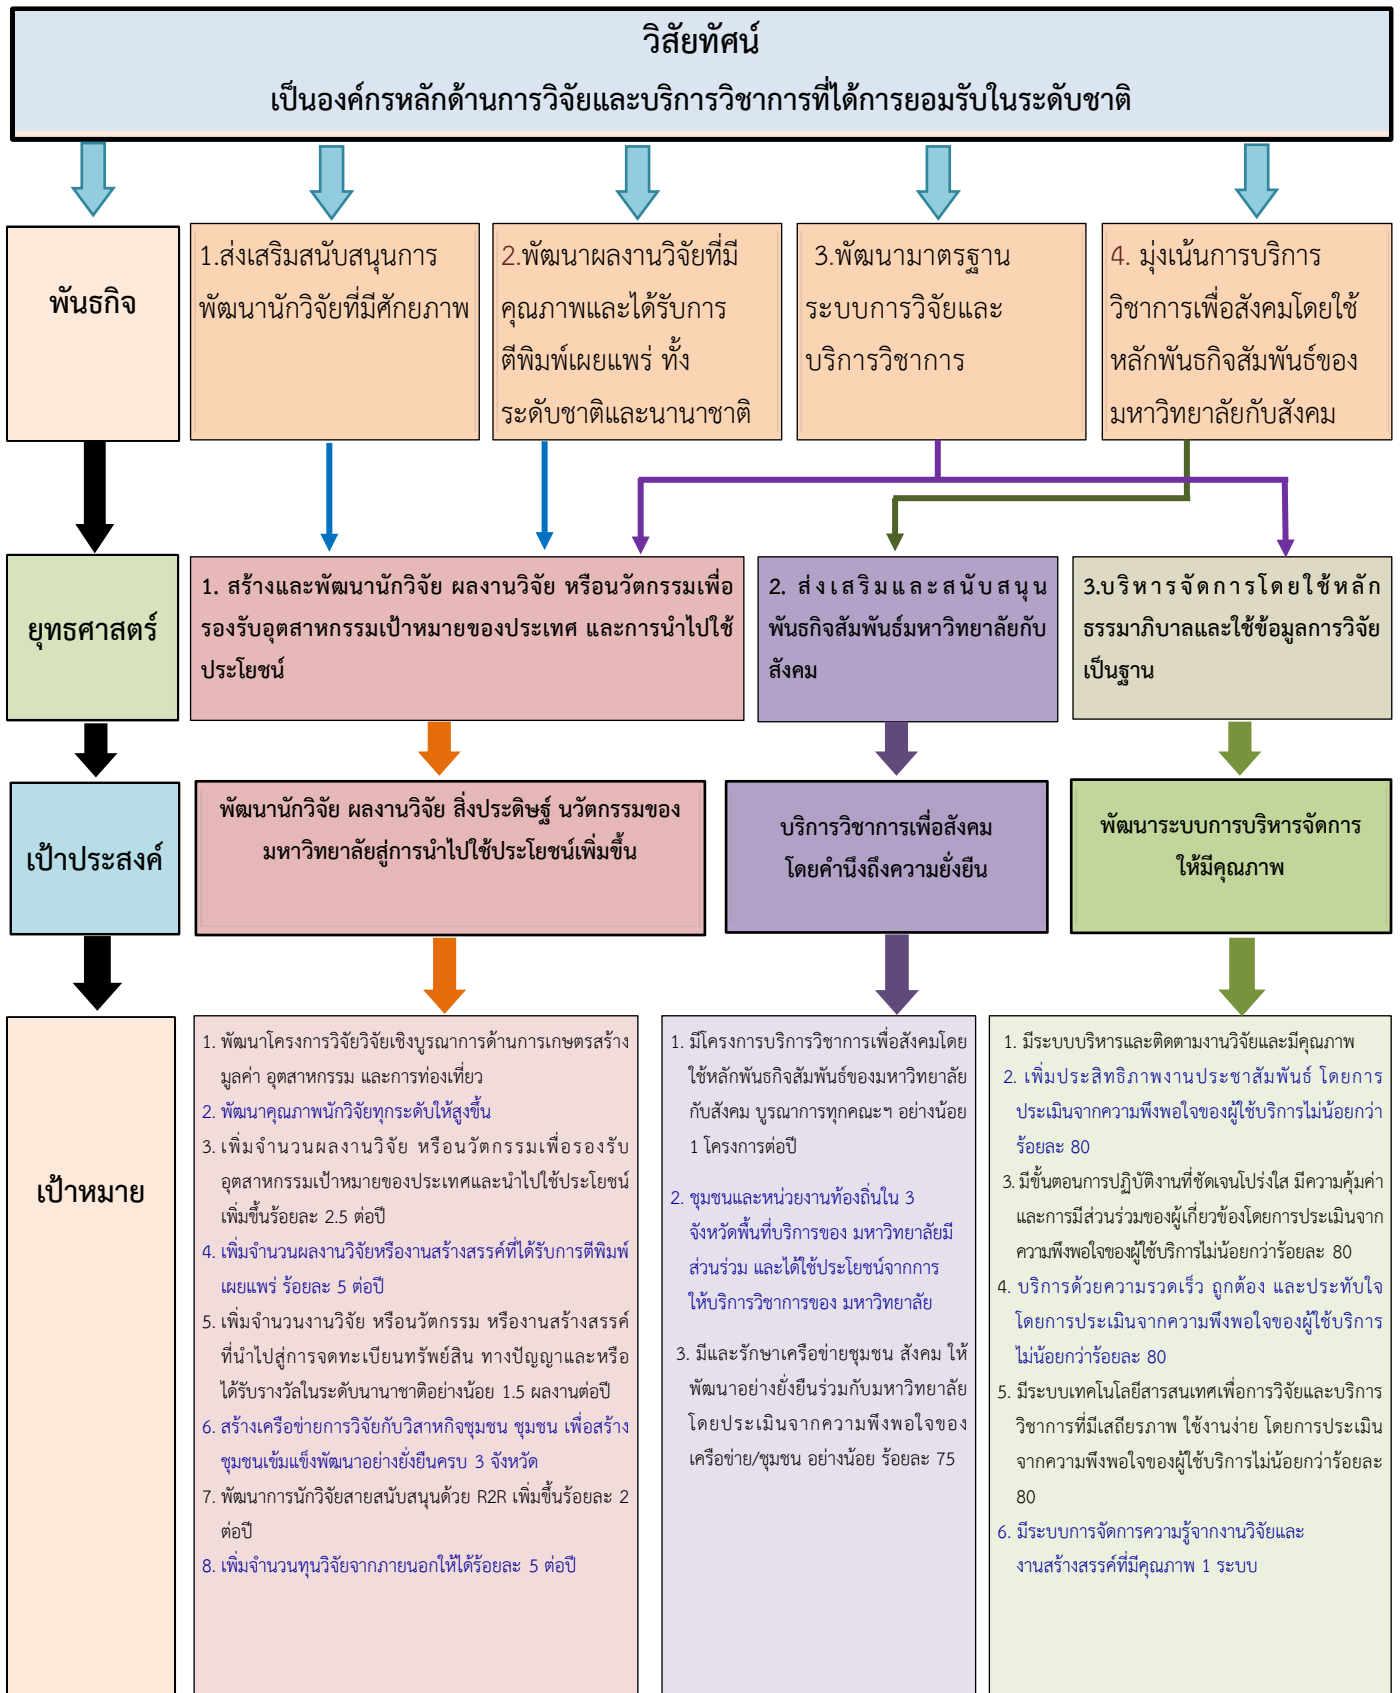 วิสัยทัศน์
เป็นองค์กรหลักด้านการวิจัยและบริการวิชาการที่ได้การยอมรับในระดับชาติ
พันธกิจ
1.ส่งเสริมสนับสนุนการ
พัฒนานักวิจัยที่มีศักยภาพ
2.พัฒนาผลงานวิจัยที่มี
คุณภาพและได้รับการ
ตีพิมพ์เผยแพร่ ทั้ง
ระดับชาติและนานาชาติ
3.พัฒนามาตรฐาน
ระบบการวิจัยและ
บริการวิชาการ
4. มุ่งเน้นการบริการ
วิชาการเพื่อสังคมโดยใช้
หลักพันธกิจสัมพันธ์ของ
มหาวิทยาลัยกับสังคม
ยุทธศาสตร์
1. สร้างและพัฒนานักวิจัย ผลงานวิจัย หรือนวัตกรรมเพื่อ
รองรับอุตสาหกรรมเป้าหมายของประเทศ และการนำไปใช้
ประโยชน์
2. ส่งเสริมและสนับสนุน
พันธกิจสัมพันธ์มหาวิทยาลัยกับ
สังคม
3.บริหารจัดการโดยใช้หลัก
ธรรมาภิบาลและใช้ข้อมูลการวิจัย
เป็นฐาน
เป้าประสงค์
พัฒนานักวิจัย ผลงานวิจัย สิ่งประดิษฐ์ นวัตกรรมของ
มหาวิทยาลัยสู่การนำไปใช้ประโยชน์เพิ่มขึ้น
บริการวิชาการเพื่อสังคม
โดยคำนึงถึงความยั่งยืน
พัฒนาระบบการบริหารจัดการ
ให้มีคุณภาพ
เป้าหมาย
1. พัฒนาโครงการวิจัยวิจัยเชิงบูรณาการด้านการเกษตรสร้าง
มูลค่า อุตสาหกรรม และการท่องเที่ยว
2. พัฒนาคุณภาพนักวิจัยทุกระดับให้สูงขึ้น
3. เพิ่มจำนวนผลงานวิจัย หรือนวัตกรรมเพื่อรองรับ
อุตสาหกรรมเป้าหมายของประเทศและนำไปใช้ประโยชน์
เพิ่มขึ้นร้อยละ 2.5 ต่อปี
4. เพิ่มจำนวนผลงานวิจัยหรืองานสร้างสรรค์ที่ได้รับการตีพิมพ์
เผยแพร่ ร้อยละ 5 ต่อปี
5. เพิ่มจำนวนงานวิจัย หรือนวัตกรรม หรืองานสร้างสรรค์
ที่นำไปสู่การจดทะเบียนทรัพย์สิน ทางปัญญาและหรือ
ได้รับรางวัลในระดับนานาชาติอย่างน้อย 1.5 ผลงานต่อปี
6. สร้างเครือข่ายการวิจัยกับวิสาหกิจชุมชน ชุมชน เพื่อสร้าง
ชุมชนเข้มแข็งพัฒนาอย่างยั่งยืนครบ 3 จังหวัด
7. พัฒนาการนักวิจัยสายสนับสนุนด้วย R2R เพิ่มขึ้นร้อยละ 2
ต่อปี
8. เพิ่มจำนวนทุนวิจัยจากภายนอกให้ได้ร้อยละ 5 ต่อปี
1. มีโครงการบริการวิชาการเพื่อสังคมโดย
ใช้หลักพันธกิจสัมพันธ์ของมหาวิทยาลัย
กับสังคม บูรณาการทุกคณะฯ อย่างน้อย
1 โครงการต่อปี
2. ชุมชนและหน่วยงานท้องถิ่นใน 3
จังหวัดพื้นที่บริการของ มหาวิทยาลัยมี
ส่วนร่วม และได้ใช้ประโยชน์จากการ
ให้บริการวิชาการของ มหาวิทยาลัย
3. มีและรักษาเครือข่ายชุมชน สังคม ให้
พัฒนาอย่างยั่งยืนร่วมกับมหาวิทยาลัย
โดยประเมินจากความพึงพอใจของ
เครือข่าย/ชุมชน อย่างน้อย ร้อยละ 75
1. มีระบบบริหารและติดตามงานวิจัยและมีคุณภาพ
2. เพิ่มประสิทธิภาพงานประชาสัมพันธ์ โดยการ
ประเมินจากความพึงพอใจของผู้ใช้บริการไม่น้อยกว่า
ร้อยละ 80
3. มีขั้นตอนการปฏิบัติงานที่ชัดเจนโปร่งใส มีความคุ้มค่า
และการมีส่วนร่วมของผู้เกี่ยวข้องโดยการประเมินจาก
ความพึงพอใจของผู้ใช้บริการไม่น้อยกว่าร้อยละ 80
4. บริการด้วยความรวดเร็ว ถูกต้อง และประทับใจ
โดยการประเมินจากความพึงพอใจของผู้ใช้บริการ
ไม่น้อยกว่าร้อยละ 80
5. มีระบบเทคโนโลยีสารสนเทศเพื่อการวิจัยและบริการ
วิชาการที่มีเสถียรภาพ ใช้งานง่าย โดยการประเมิน
จากความพึงพอใจของผู้ใช้บริการไม่น้อยกว่าร้อยละ
80
6. มีระบบการจัดการความรู้จากงานวิจัยและ
งานสร้างสรรค์ที่มีคุณภาพ 1 ระบบ